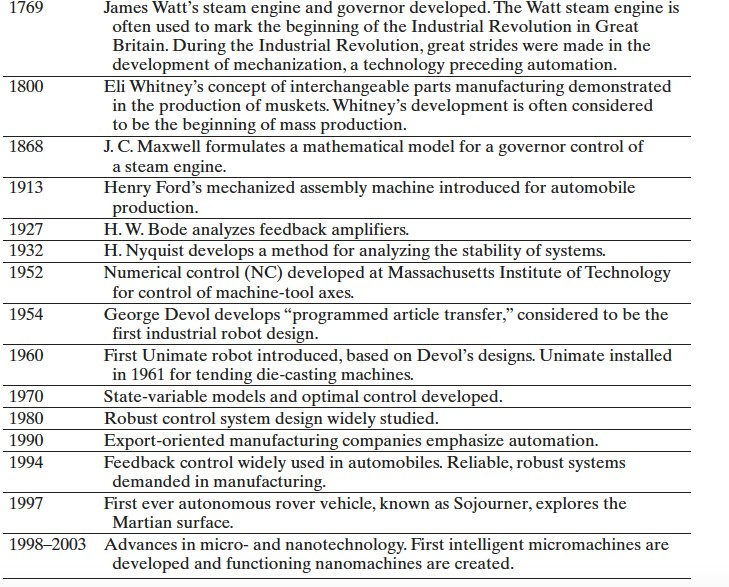 1769 James Watt's steam engine and governor developed. The Watt steam engine is
often used to mark the beginning of the Industrial Revolution in Great
Britain. During the Industrial Revolution, great strides were made in the
development of mechanization, a technology preceding automation.
1800 Eli Whitney's concept of interchangeable parts manufacturing demonstrated
in the production of muskets. Whitney's development is often considered
to be the beginning of mass production.
1868 J. C. Maxwell formulates a mathematical model for a governor control of
a steam engine.
1913 Henry Ford's mechanized assembly machine introduced for automobile
production.
1927 H. W. Bode analyzes feedback amplifiers.
1932 H. Nyquist develops a method for analyzing the stability of systems.
1952 Numerical control (NC) developed at Massachusetts Institute of Technology
for control of machine-tool axes.
1954 George Devol develops “programmed article transfer,” considered to be the
first industrial robot design.
1960 First Unimate robot introduced, based on Devol's designs. Unimate installed
in 1961 for tending die-casting machines.
1970 State-variable models and optimal control developed.
1980 Robust control system design widely studied.
1990 Export-oriented manufacturing companies emphasize automation.
1994 Feedback control widely used in automobiles. Reliable, robust systems
demanded in manufacturing.
1997 First ever autonomous rover vehicle, known as Sojourner, explores the
Martian surface.
1998–2003 Advances in micro- and nanotechnology. First intelligent micromachines are
developed and functioning nanomachines are created.